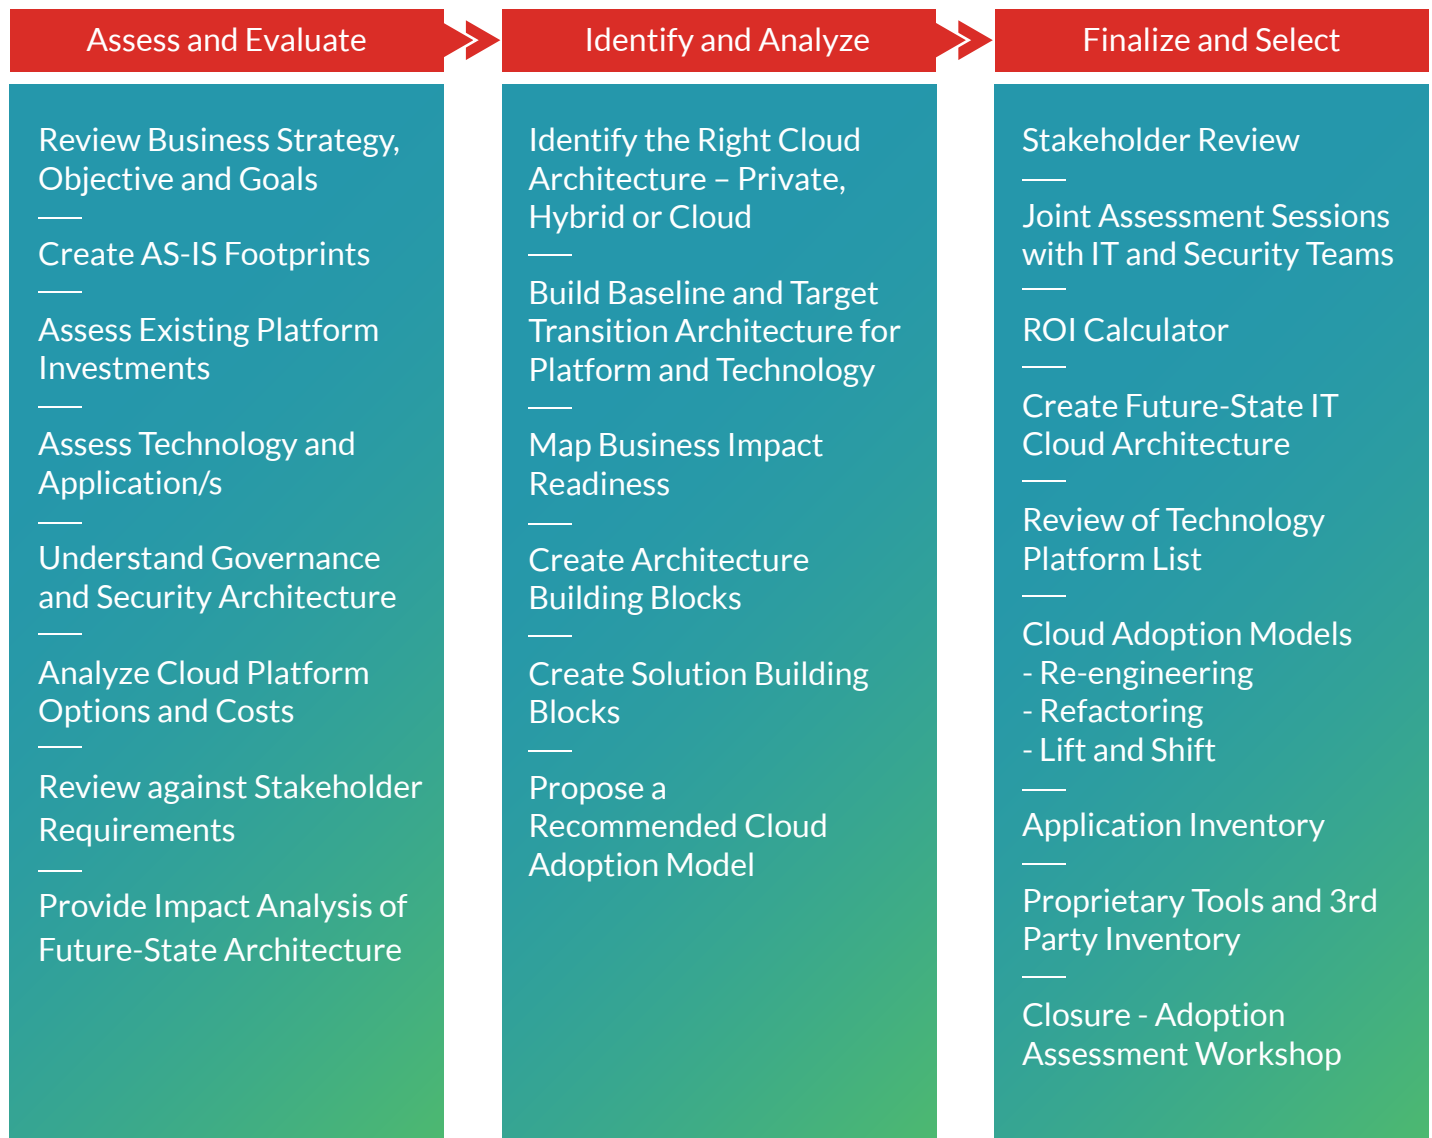 Assess and Evaluate
Review Business Strategy,
Objective and Goals
Create AS-IS Footprints
Assess Existing Platform
Investments
Assess Technology and
Application/s
Understand Governance
and Security Architecture
Analyze Cloud Platform
Options and Costs
Review against Stakeholder
Requirements
Provide Impact Analysis of
Future-State Architecture
Identify and Analyze
Identify the Right Cloud
Architecture – Private,
Hybrid or Cloud
Build Baseline and Target
Transition Architecture for
Platform and Technology
Map Business Impact
Readiness
Create Architecture
Building Blocks
Create Solution Building
Blocks
Propose a
Recommended Cloud
Adoption Model
Finalize and Select
Stakeholder Review
Joint Assessment Sessions
with IT and Security Teams
ROI Calculator
Create Future-State IT
Cloud Architecture
Review of Technology
Platform List
Cloud Adoption Models
- Re-engineering
- Refactoring
- Lift and Shift
Application Inventory
Proprietary Tools and 3rd
Party Inventory
Closure - Adoption
Assessment Workshop